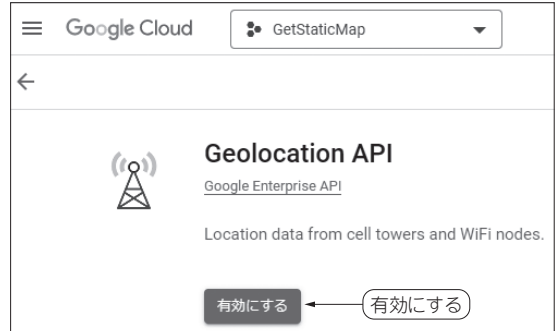 Google Cloud
GetStaticMap
Geolocation API
Google Enterprise API
Location data from cell towers and WiFi nodes.
有効にする
有効にする